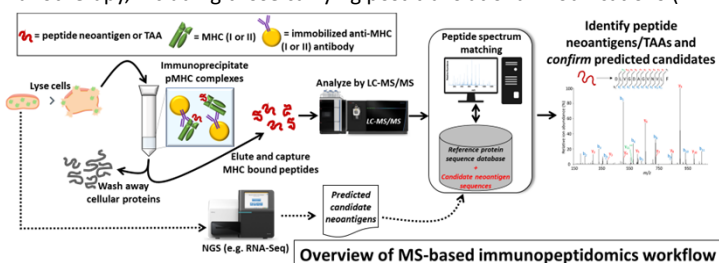 = peptide neoantigen or TAA
= MHC (I or II)
= immobilized anti-MHC
(I or II) antibody
Lyse cells
Immunoprecipitate
pMHC complexes
Wash away
cellular proteins
Elute and capture
MHC bound peptides
Analyze by LC-MS/MS
LC-MS/MS
Peptide spectrum
matching
Reference protein
sequence database
+
Candidate neoantigen
sequences
Identify peptide
neoantigens/TAAs and
confirm predicted candidates
m/z
NGS (e.g. RNA-Seq)
Predicted
candidate
neoantigens
Overview of MS-based immunopeptidomics workflow